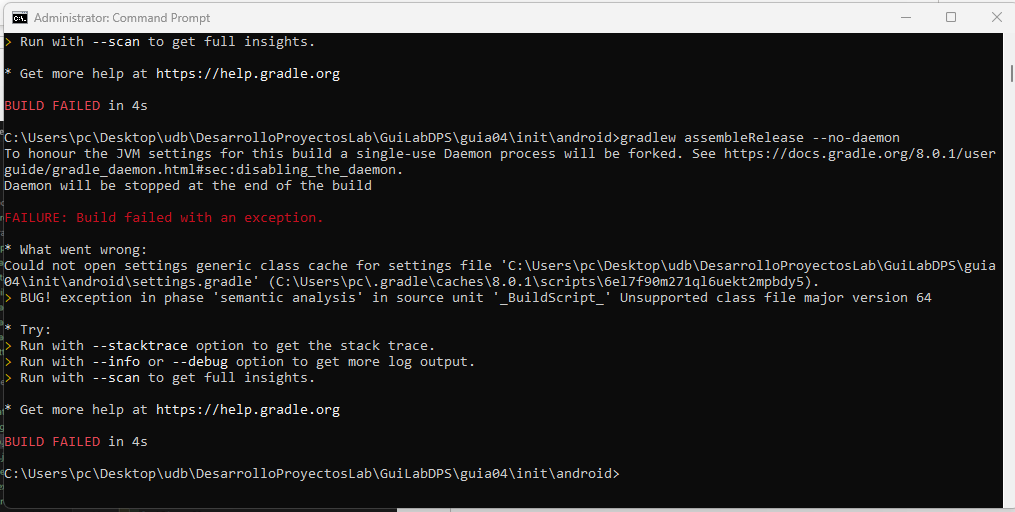 Administrator: Command Prompt
> Run with --scan to get full insights.
* Get more help at https://help.gradle.org
BUILD FAILED in 4s
C:\Users\pc\Desktop\udb\DesarrolloProyectosLab\GuiLabDPS\guia04\init\android>gradlew assembleRelease --no-daemon
To honour the JVM settings for this build a single-use Daemon process will be forked. See https://docs.gradle.org/8.0.1/user
guide/gradle_daemon.html#sec:disabling_the_daemon.
Daemon will be stopped at the end of the build
FAILURE: Build failed with an exception.
* What went wrong:
Could not open settings generic class cache for settings file 'C:\Users\pc\Desktop\udb\DesarrolloProyectosLab\GuiLabDPS\guia
04\init\android\settings.gradle' (C:\Users\pc\.gradle\caches\8.0.1\scripts\6el7f90m271ql6uekt2mpbdy5).
> BUG! exception in phase 'semantic analysis' in source unit '_BuildScript_' Unsupported class file major version 64
* Try:
> Run with --stacktrace option to get the stack trace.
> Run with --info or --debug option to get more log output.
> Run with --scan to get full insights.
* Get more help at https://help.gradle.org
BUILD FAILED in 4s
C:\Users\pc\Desktop\udb\DesarrolloProyectosLab\GuiLabDPS\guia04\init\android>